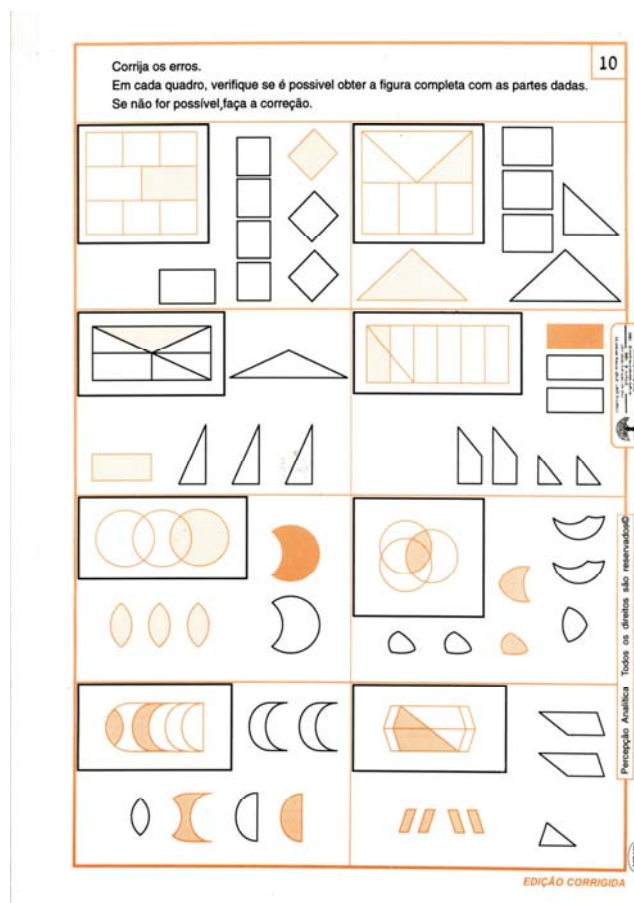 10
Corrija os erros.
Em cada quadro, verifique se é possivel obter a figura completa com as partes dadas.
Se não for possível,faça a correção.
Percepção Analítica Todos os direitos são reservados©
EDIÇÃO CORRIGIDA